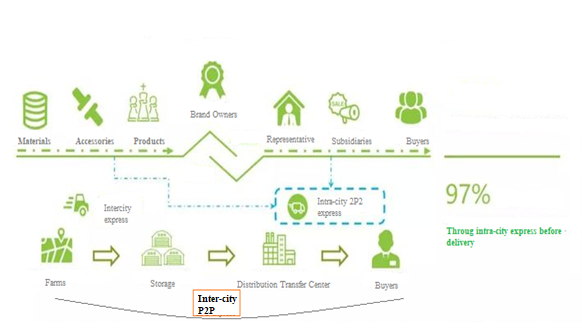 Brand Owners
SALE
Materials
Accessories
Products
Representative
Subsidiaries
Buyers
97%
Throug intra-city express before
delivery
Intercity
express
Intra-city 2P2
express
Farms
Storage
Distribution Transfer Center
Buyers
Inter-city
P2P